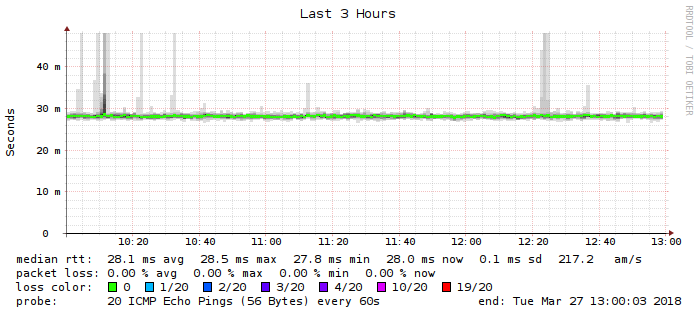 Last 3 Hours
RRDTOOL / TOBI OETIKER
Seconds
40 m
30 m
20 m
10 m
0
10:20 10:40 11:00 11:20 11:40 12:00 12:20 12:40 13:00
median rtt: 28.1 ms avg 28.5 ms max 27.8 ms min 28.0 ms now 0.1 ms sd 217.2 am/s
packet loss: 0.00 % avg 0.00 % max 0.00 % min 0.00 % now
loss color: 0 1/20 2/20 3/20 4/20 10/20 19/20
probe: 20 ICMP Echo Pings (56 Bytes) every 60s end: Tue Mar 27 13:00:03 2018